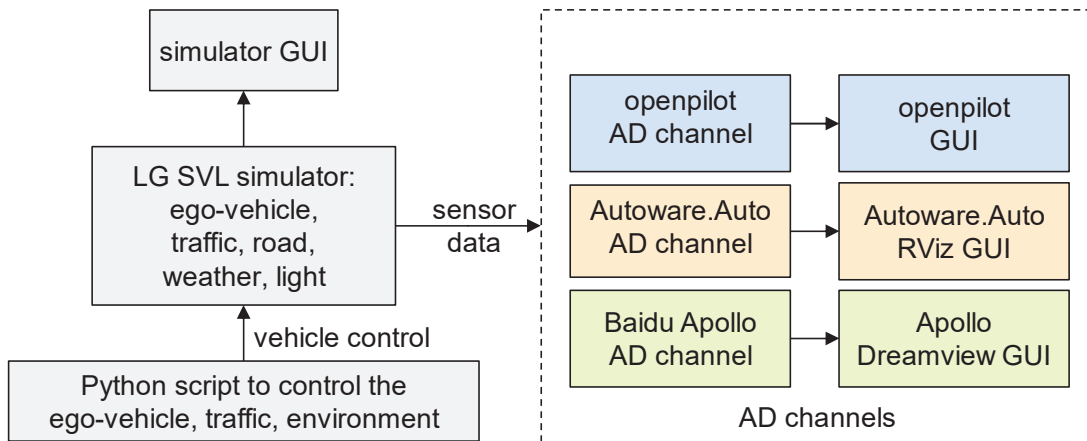 simulator GUI
LG SVL simulator:
ego-vehicle,
traffic, road,
weather, light
sensor
data
vehicle control
Python script to control the
ego-vehicle, traffic, environment
openpilot
AD channel
openpilot
GUI
Autoware.Auto
AD channel
Autoware.Auto
RViz GUI
Baidu Apollo
AD channel
Apollo
Dreamview GUI
AD channels